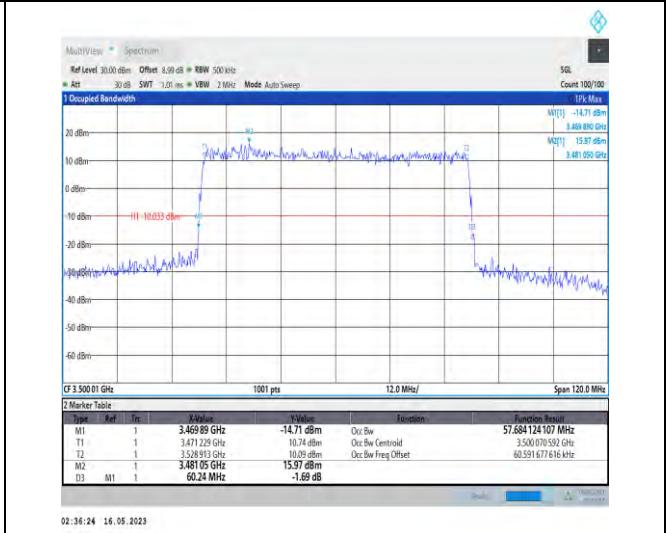 MultiView Spectrum
Ref Level 30.00 dBm Offset 8.99 dB RBW 500 kHz SGL
Att 30 dB SWT 1.01 ms VBW 2 MHz Mode Auto Sweep Count 100/100
1 Occupied Bandwidth 1Pk Max
M1[1] -14.71 dBm
3.469 890 GHz
M2[1] 15.97 dBm
3.481 050 GHz
20 dBm
M2
10 dBm
0 dBm
-10 dBm H1 -10.033 dBm
-20 dBm
-30 dBm
-40 dBm
-50 dBm
-60 dBm
CF 3.500 01 GHz 1001 pts 12.0 MHz/ Span 120.0 MHz
2 Marker Table
Type Ref Trc X-Value Y-Value Function Function Result
M1 1 3.469 89 GHz -14.71 dBm Occ Bw 57.684 124 107 MHz
T1 1 3.471 229 GHz 10.74 dBm Occ Bw Centroid 3.500 070 592 GHz
T2 1 3.528 913 GHz 10.09 dBm Occ Bw Freq Offset 60.591 677 616 kHz
M2 1 3.481 05 GHz 15.97 dBm
D3 M1 1 60.24 MHz -1.69 dB
02:36:24 16.05.2023